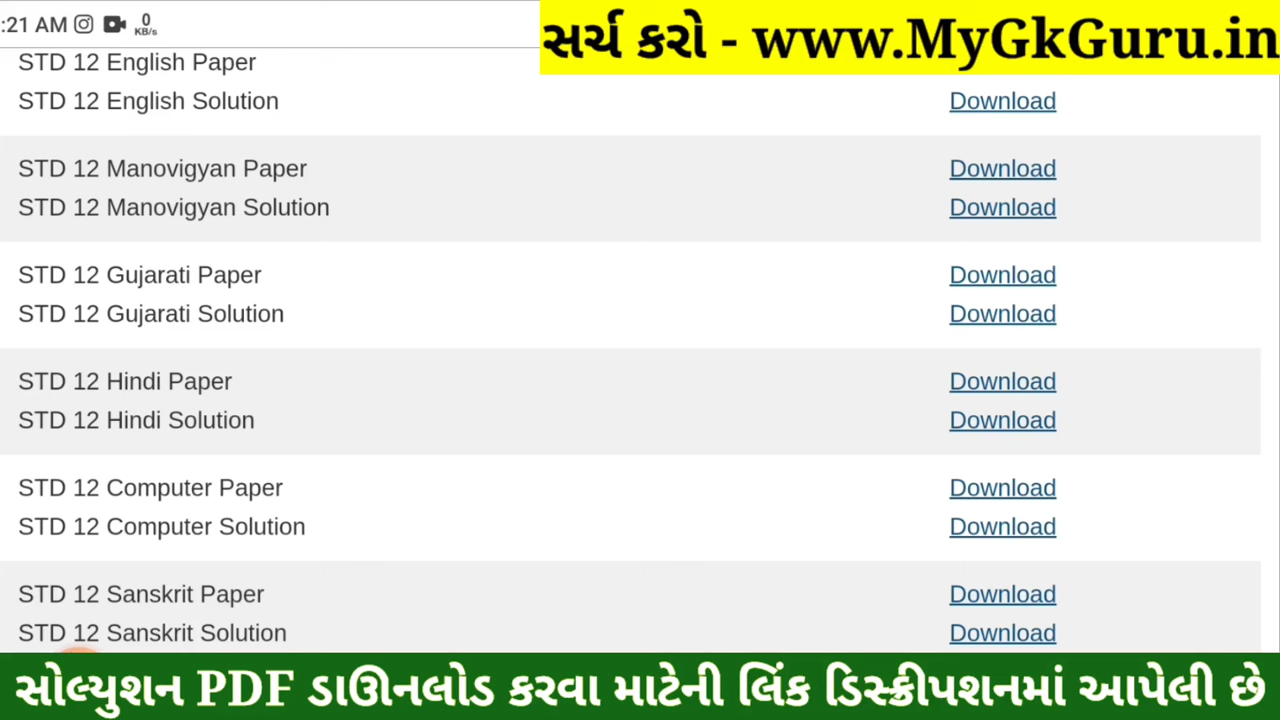 :21 AM 0 KB/s
સર્ચ કરો - www.MyGkGuru.in
STD 12 English Paper
STD 12 English Solution Download
STD 12 Manovigyan Paper Download
STD 12 Manovigyan Solution Download
STD 12 Gujarati Paper Download
STD 12 Gujarati Solution Download
STD 12 Hindi Paper Download
STD 12 Hindi Solution Download
STD 12 Computer Paper Download
STD 12 Computer Solution Download
STD 12 Sanskrit Paper Download
STD 12 Sanskrit Solution Download
સોલ્યુશન PDF ડાઊનલોડ કરવા માટેની લિંક ડિસ્ક્રીપશનમાં આપેલી છે